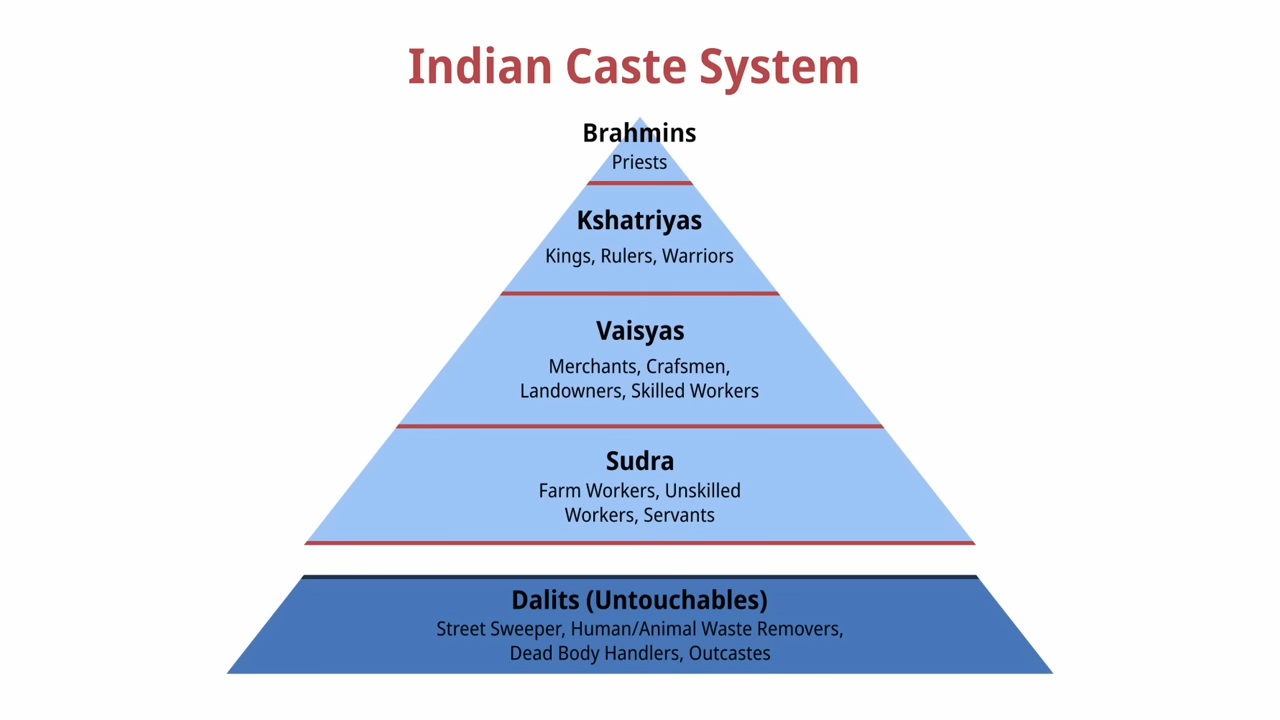 Indian Caste System
Brahmins
Priests
Kshatriyas
Kings, Rulers, Warriors
Vaisyas
Merchants, Crafsmen,
Landowners, Skilled Workers
Sudra
Farm Workers, Unskilled
Workers, Servants
Dalits (Untouchables)
Street Sweeper, Human/Animal Waste Removers,
Dead Body Handlers, Outcastes